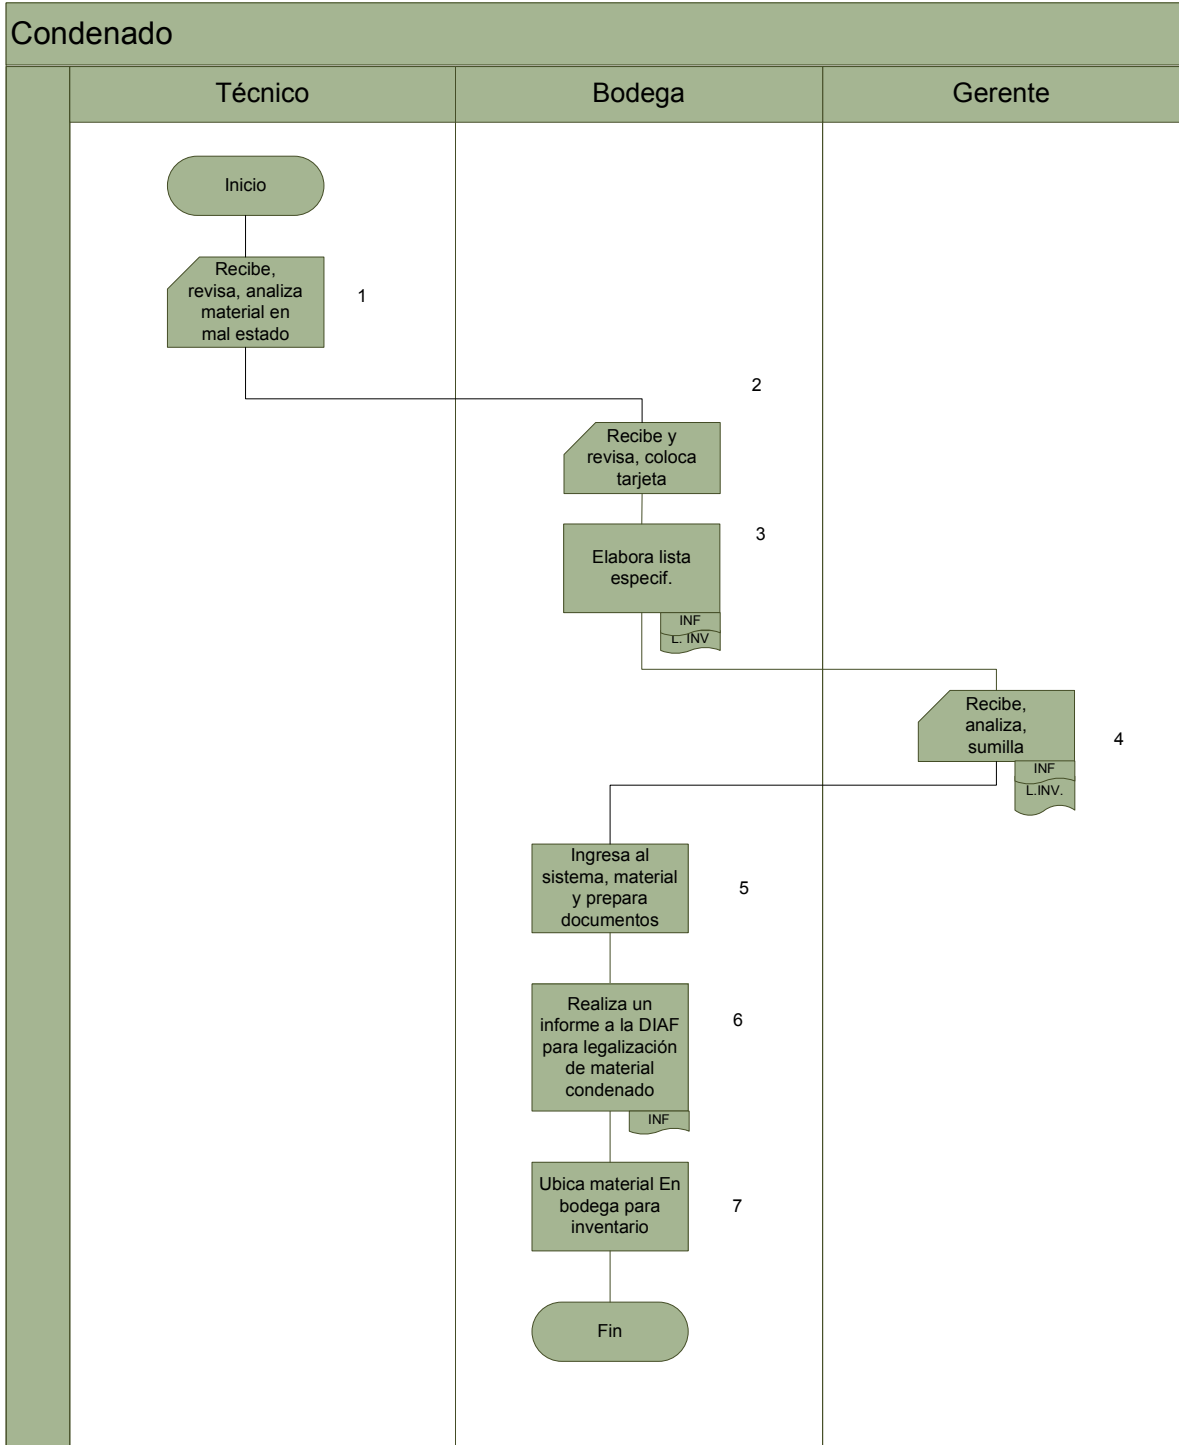 Condenado
Técnico
Bodega
Gerente
Inicio
Recibe,
revisa, analiza
material en
mal estado
1
2
Recibe y
revisa, coloca
tarjeta
3
Elabora lista
especif.
INF
L. INV
Recibe,
analiza,
sumilla
4
INF
L.INV.
Ingresa al
sistema, material
y prepara
documentos
5
Realiza un
informe a la DIAF
para legalización
de material
condenado
6
INF
Ubica material En
bodega para
inventario
7
Fin